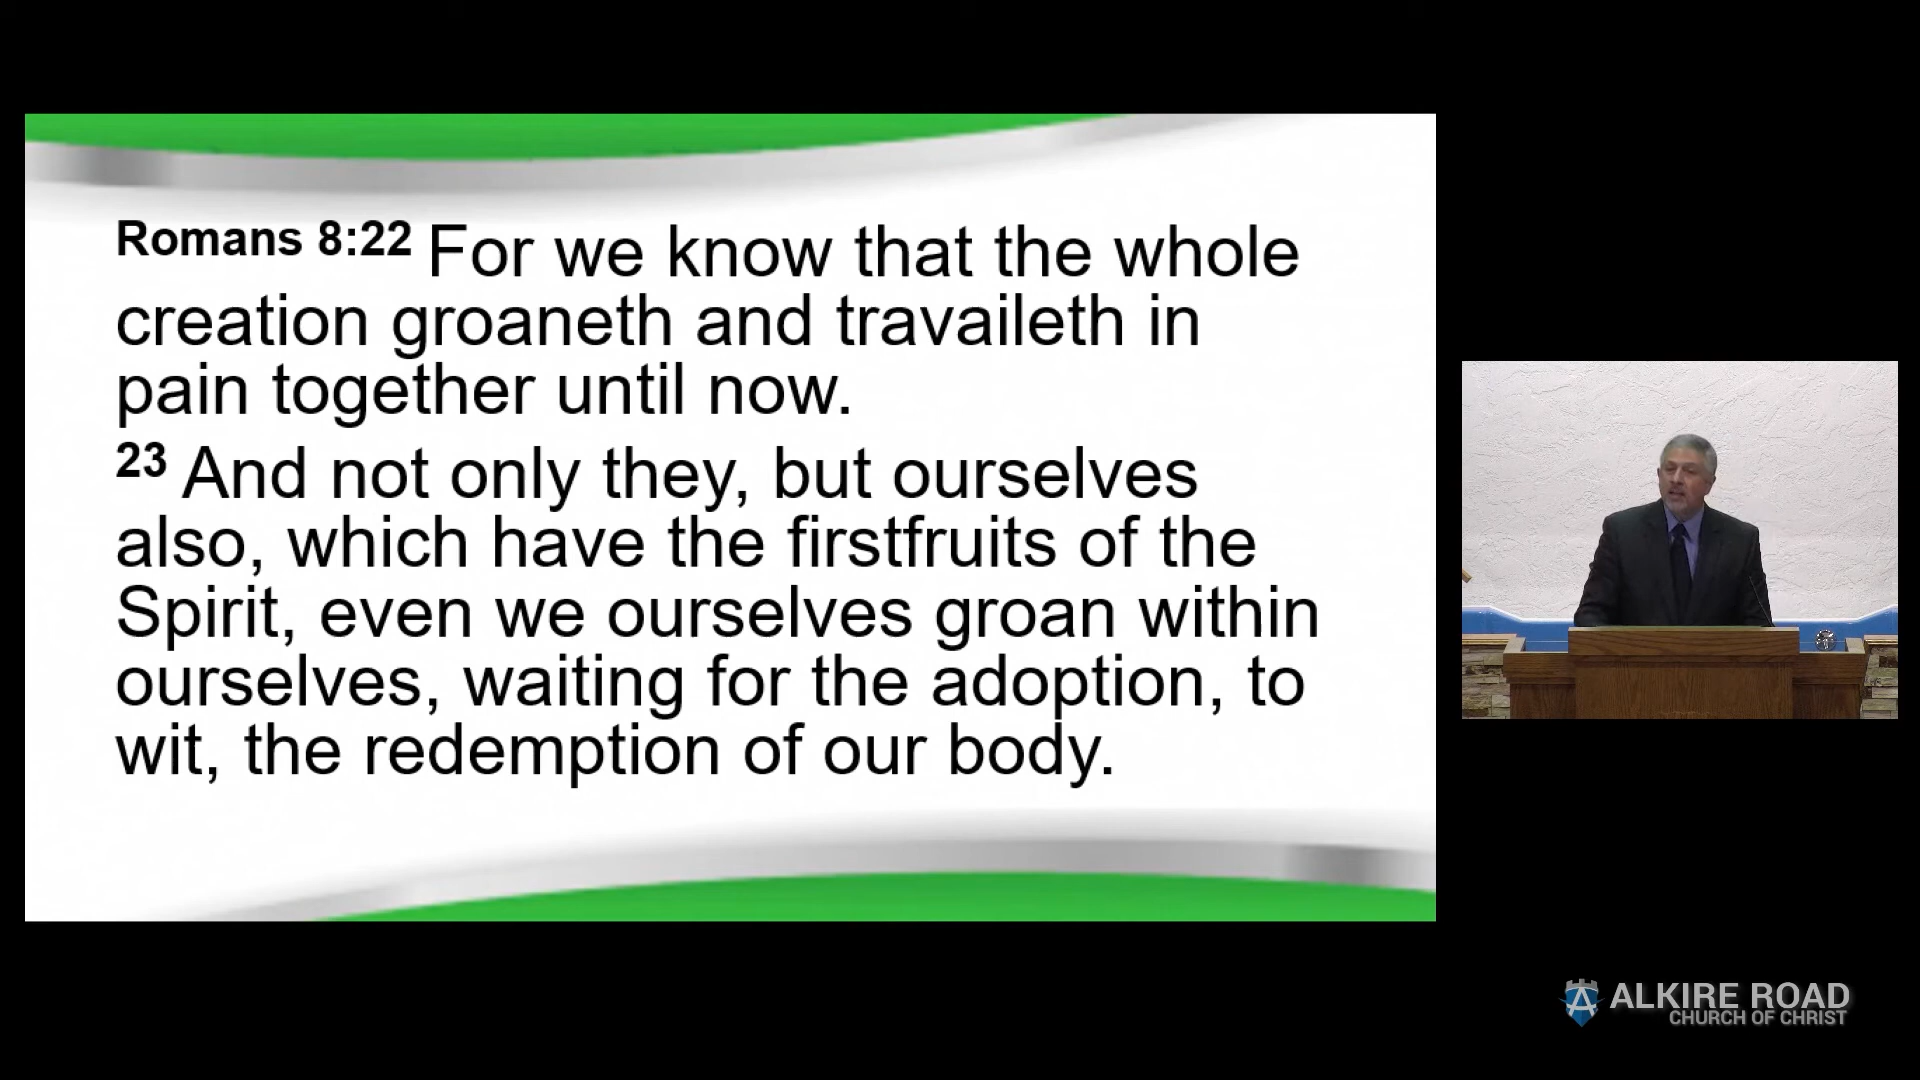 Romans 8:22 For we know that the whole
creation groaneth and travaileth in
pain together until now.
23 And not only they, but ourselves
also, which have the firstfruits of the
Spirit, even we ourselves groan within
ourselves, waiting for the adoption, to
wit, the redemption of our body.
ALKIRE ROAD
CHURCH OF CHRIST